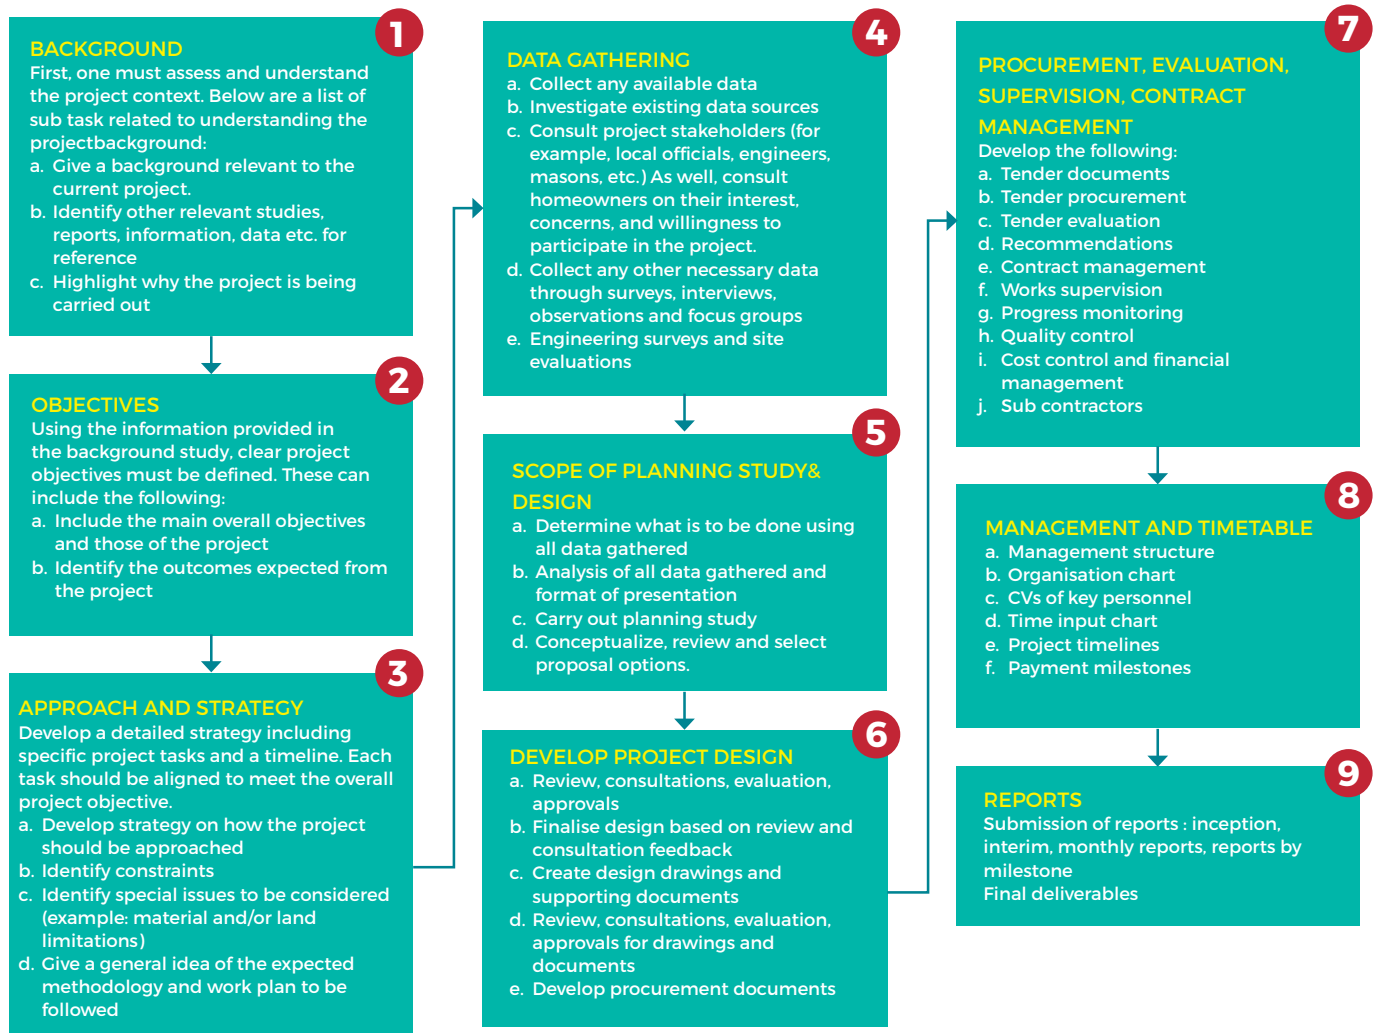 1
BACKGROUND
First, one must assess and understand
the project context. Below are a list of
sub task related to understanding the
projectbackground:
a. Give a background relevant to the
current project.
b. Identify other relevant studies,
reports, information, data etc. for
reference
c. Highlight why the project is being
carried out
2
OBJECTIVES
Using the information provided in
the background study, clear project
objectives must be defined. These can
include the following:
a. Include the main overall objectives
and those of the project
b. Identify the outcomes expected from
the project
3
APPROACH AND STRATEGY
Develop a detailed strategy including
specific project tasks and a timeline. Each
task should be aligned to meet the overall
project objective.
a. Develop strategy on how the project
should be approached
b. Identify constraints
c. Identify special issues to be considered
(example: material and/or land
limitations)
d. Give a general idea of the expected
methodology and work plan to be
followed
4
DATA GATHERING
a. Collect any available data
b. Investigate existing data sources
c. Consult project stakeholders (for
example, local officials, engineers,
masons, etc.) As well, consult
homeowners on their interest,
concerns, and willingness to
participate in the project.
d. Collect any other necessary data
through surveys, interviews,
observations and focus groups
e. Engineering surveys and site
evaluations
5
SCOPE OF PLANNING STUDY&
DESIGN
a. Determine what is to be done using
all data gathered
b. Analysis of all data gathered and
format of presentation
c. Carry out planning study
d. Conceptualize, review and select
proposal options.
6
DEVELOP PROJECT DESIGN
a. Review, consultations, evaluation,
approvals
b. Finalise design based on review and
consultation feedback
c. Create design drawings and
supporting documents
d. Review, consultations, evaluation,
approvals for drawings and
documents
e. Develop procurement documents
7
PROCUREMENT, EVALUATION,
SUPERVISION, CONTRACT
MANAGEMENT
Develop the following:
a. Tender documents
b. Tender procurement
c. Tender evaluation
d. Recommendations
e. Contract management
f. Works supervision
g. Progress monitoring
h. Quality control
i. Cost control and financial
management
j. Sub contractors
8
MANAGEMENT AND TIMETABLE
a. Management structure
b. Organisation chart
c. CVs of key personnel
d. Time input chart
e. Project timelines
f. Payment milestones
9
REPORTS
Submission of reports : inception,
interim, monthly reports, reports by
milestone
Final deliverables